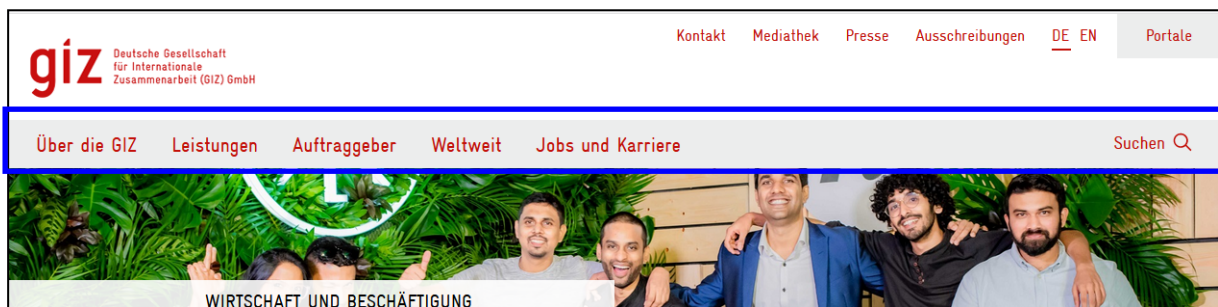 Kontakt Mediathek Presse Ausschreibungen DE EN Portale
giz
Deutsche Gesellschaft
für Internationale
Zusammenarbeit (GIZ) GmbH
Über die GIZ Leistungen Auftraggeber Weltweit Jobs und Karriere Suchen
WIRTSCHAFT UND BESCHÄFTIGUNG